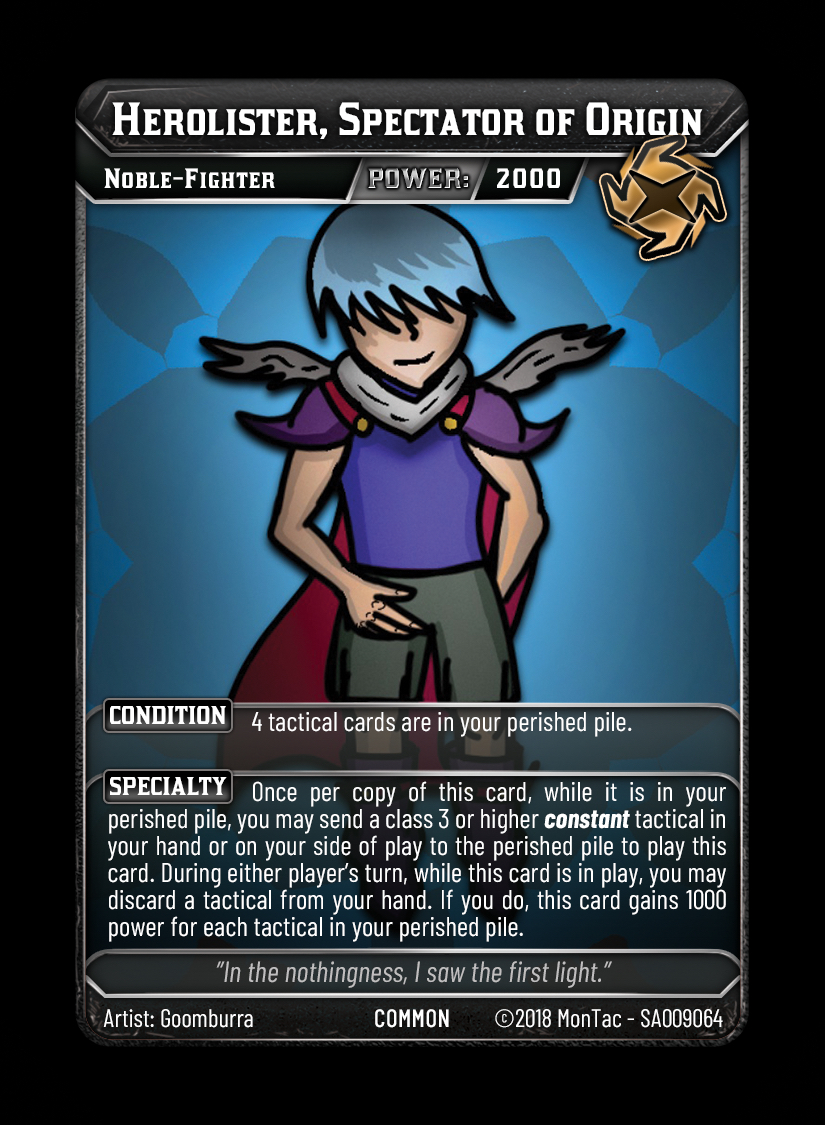 Herolister, Spectator of Origin
Noble-Fighter POWER: 2000
CONDITION 4 tactical cards are in your perished pile.
SPECIALTY Once per copy of this card, while it is in your
perished pile, you may send a class 3 or higher constant tactical in
your hand or on your side of play to the perished pile to play this
card. During either player's turn, while this card is in play, you may
discard a tactical from your hand. If you do, this card gains 1000
power for each tactical in your perished pile.
"In the nothingness, I saw the first light."
Artist: Goomburra COMMON ©2018 MonTac - SA009064